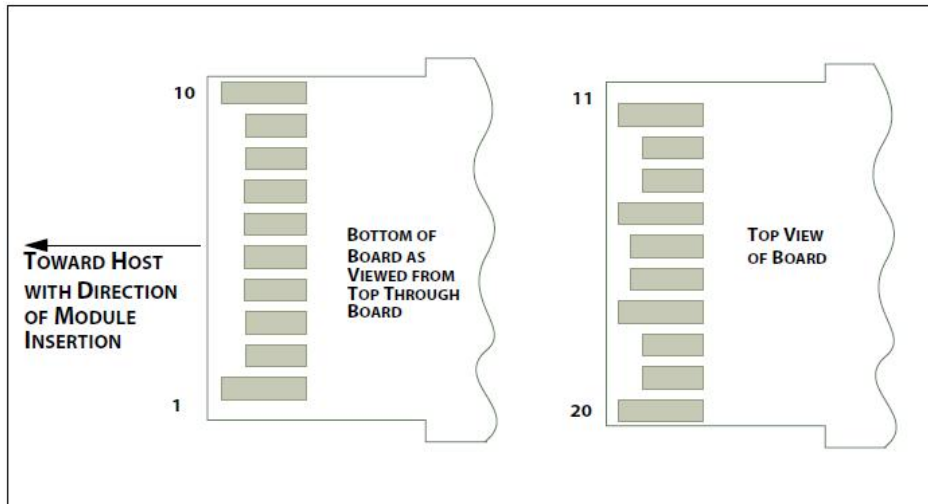 10
1
TOWARD HOST
WITH DIRECTION
OF MODULE
INSERTION
BOTTOM OF
BOARD AS
VIEWED FROM
TOP THROUGH
BOARD
11
20
TOP VIEW
OF BOARD